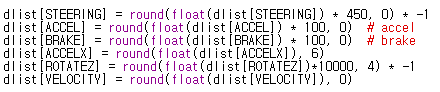 dlist[STEERING] = round(float(dlist[STEERING]) * 450, 0) * -1
dlist[ACCEL] = round(float(dlist[ACCEL]) * 100, 0)  # accel
dlist[BRAKE] = round(float(dlist[BRAKE]) * 100, 0)  # brake
dlist[ACCELX] = round(float(dlist[ACCELX]), 6)
dlist[ROTATEZ] = round(float(dlist[ROTATEZ])*10000, 4) * -1
dlist[VELOCITY] = round(float(dlist[VELOCITY]), 0)